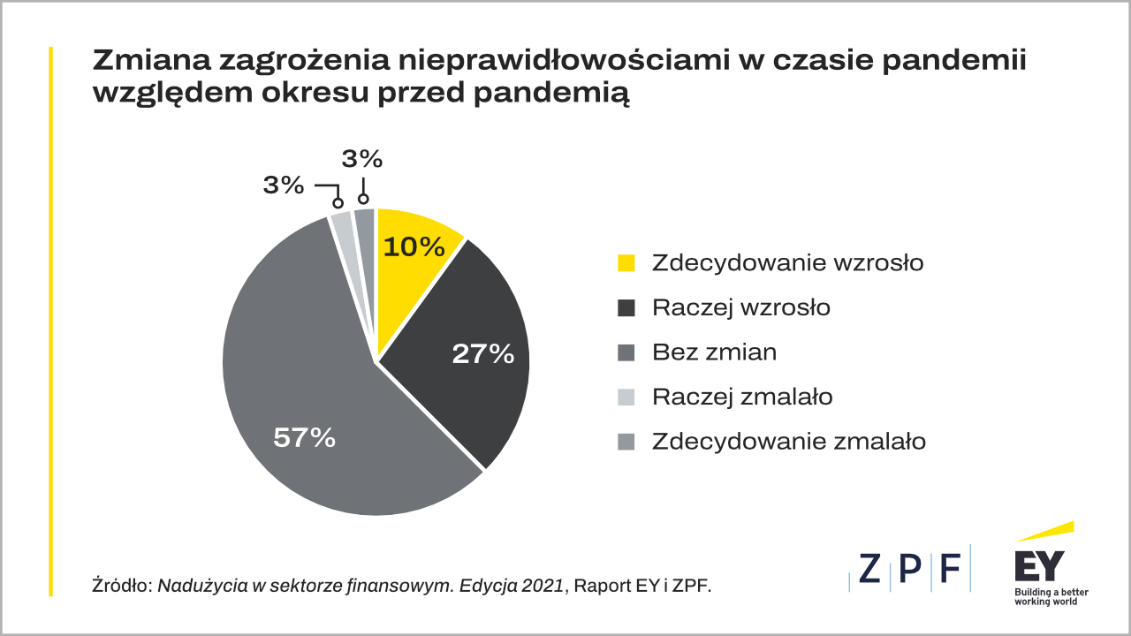 Zmiana zagrożenia nieprawidłowościami w czasie pandemii
względem okresu przed pandemią
3%
3%
10%
27%
57%
Zdecydowanie wzrosło
Raczej wzrosło
Bez zmian
Raczej zmalało
Zdecydowanie zmalało
Źródło: Nadużycia w sektorze finansowym. Edycja 2021, Raport EY i ZPF.
ZPF
EY
Building a better
working world